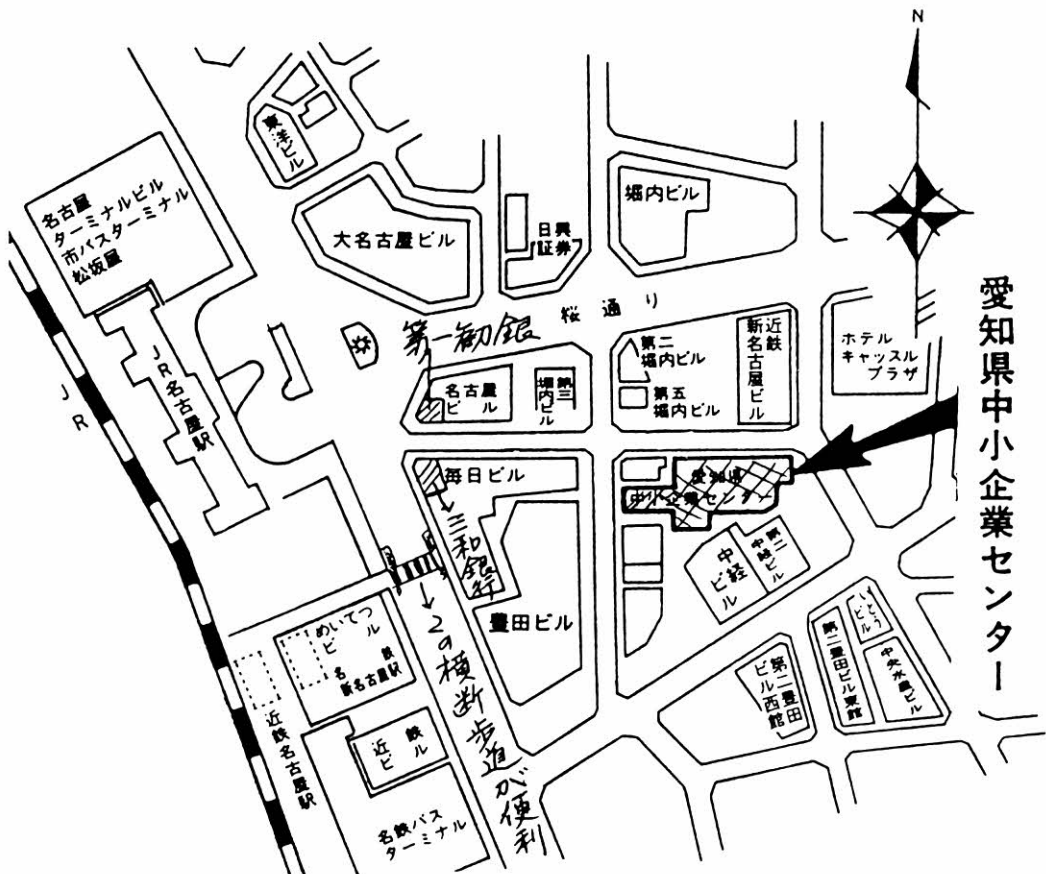 N
東洋ビル
名古屋
ターミナルビル
市バスターミナル
松坂屋
大名古屋ビル
日興
証券
堀内ビル
桜通り
第一勧銀
JR名古屋駅
JR
名古屋
ビル
第三
堀内ビル
第二
堀内ビル
第五
堀内ビル
近鉄
新名古屋ビル
ホテル
キャッスル
プラザ
愛知県中小企業センター
毎日ビル
愛知県
中小企業センター
→三和銀行
中経
ビル
第二
中経ビル
豊田ビル
→この横断歩道が便利
めいてつ
ビル
名鉄
新名古屋駅
近鉄名古屋駅
近鉄
ビル
名鉄バス
ターミナル
第二豊田
ビル西館
第二豊田ビル東館
いとう
ビル
中央水産ビル